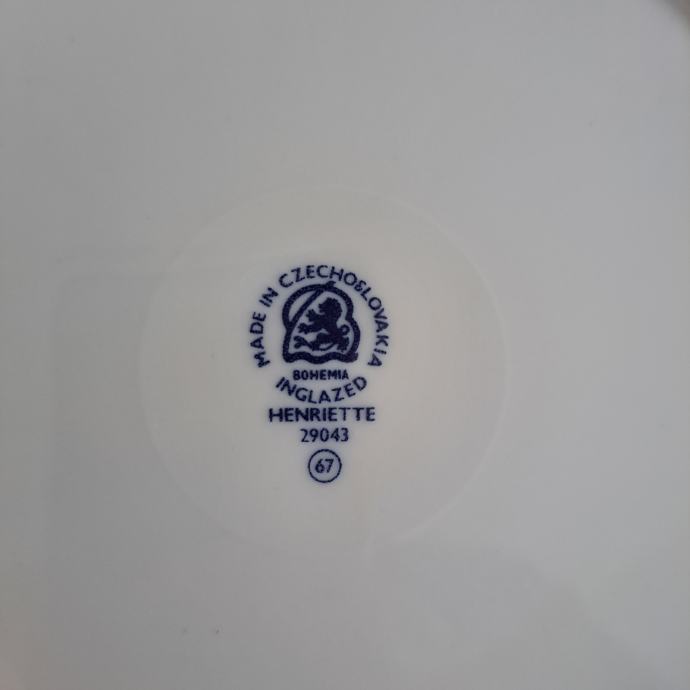 MADE IN CZECHOSLOVAKIA
BOHEMIA
INGLAZED
HENRIETTE
29043
67